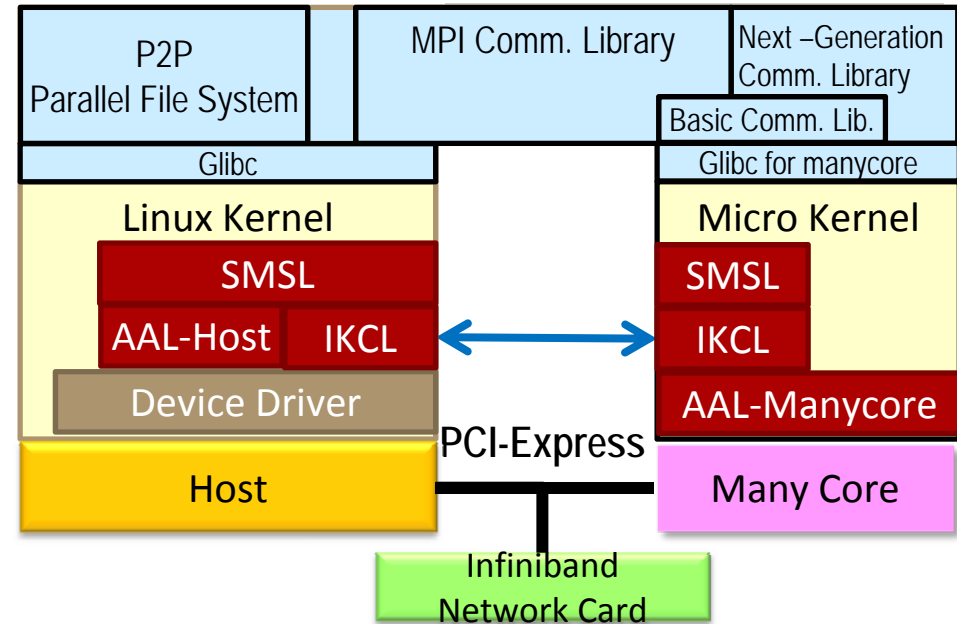 P2P
Parallel File System
MPI Comm. Library
Next –Generation
Comm. Library
Basic Comm. Lib.
Glibc
Glibc for manycore
Linux Kernel
Micro Kernel
SMSL
SMSL
AAL-Host
IKCL
IKCL
Device Driver
AAL-Manycore
PCI-Express
Host
Many Core
Infiniband
Network Card